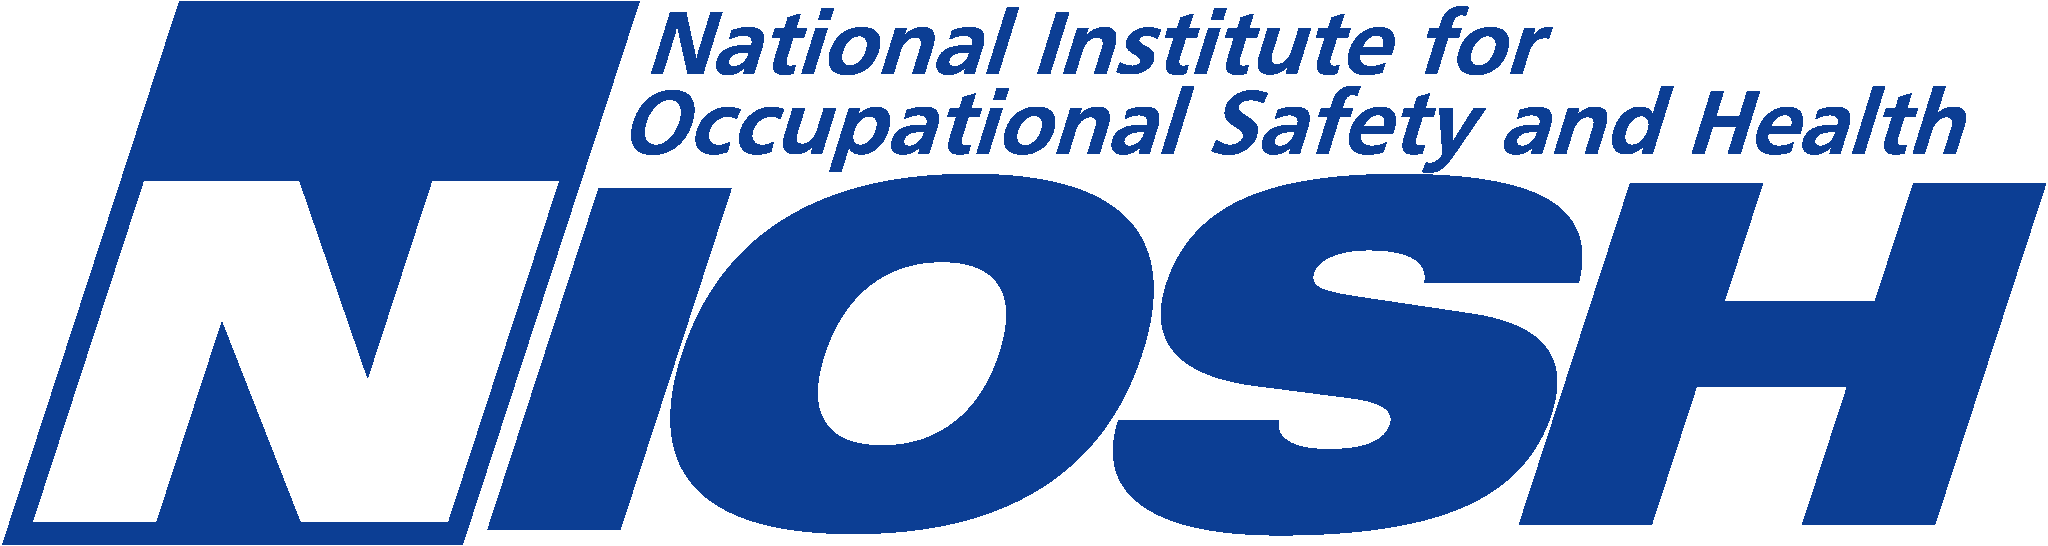 National Institute for
Occupational Safety and Health
NIOSH